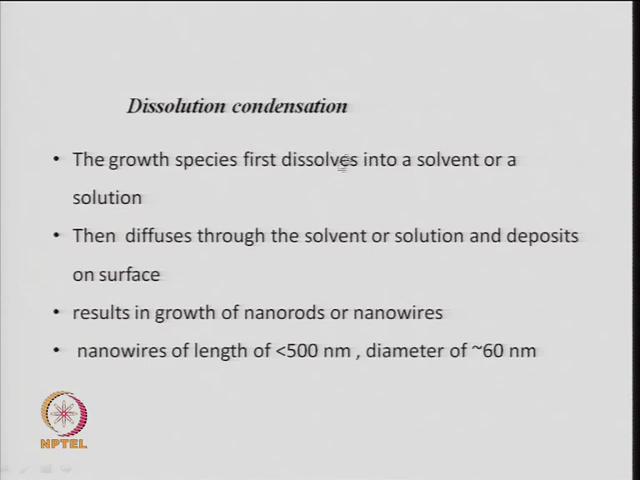 Dissolution condensation
• The growth species first dissolves into a solvent or a
solution
• Then diffuses through the solvent or solution and deposits
on surface
• results in growth of nanorods or nanowires
• nanowires of length of <500 nm , diameter of ~60 nm
NPTEL